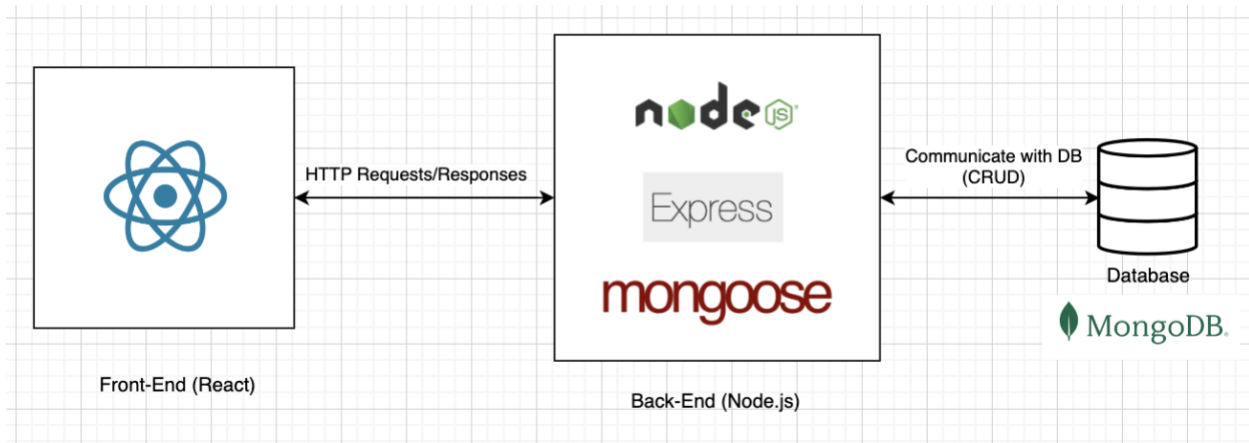 HTTP Requests/Responses
Front-End (React)
node
JS
Express
mongoose
Back-End (Node.js)
Communicate with DB
(CRUD)
Database
MongoDB.